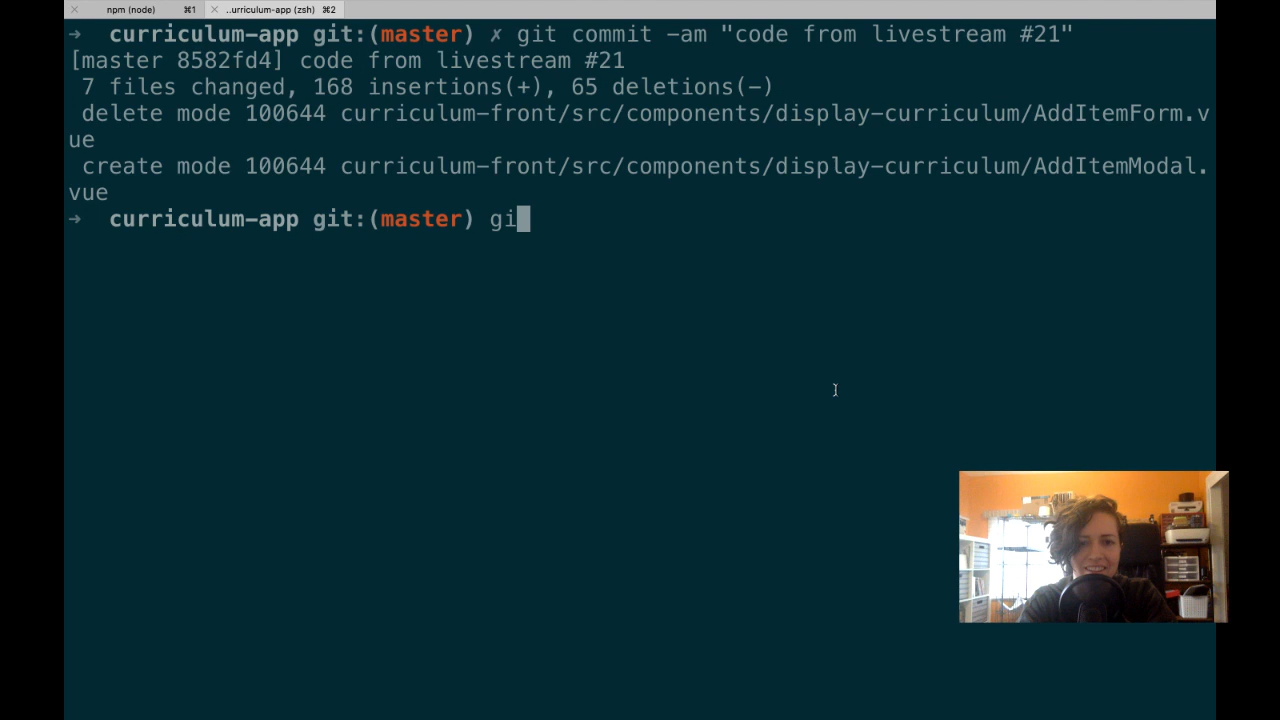 npm (node) ⌘1 ..urriculum-app (zsh) ⌘2
→ curriculum-app git:(master) ✗ git commit -am "code from livestream #21"
[master 8582fd4] code from livestream #21
7 files changed, 168 insertions(+), 65 deletions(-)
delete mode 100644 curriculum-front/src/components/display-curriculum/AddItemForm.v
ue
create mode 100644 curriculum-front/src/components/display-curriculum/AddItemModal.
vue
→ curriculum-app git:(master) gi